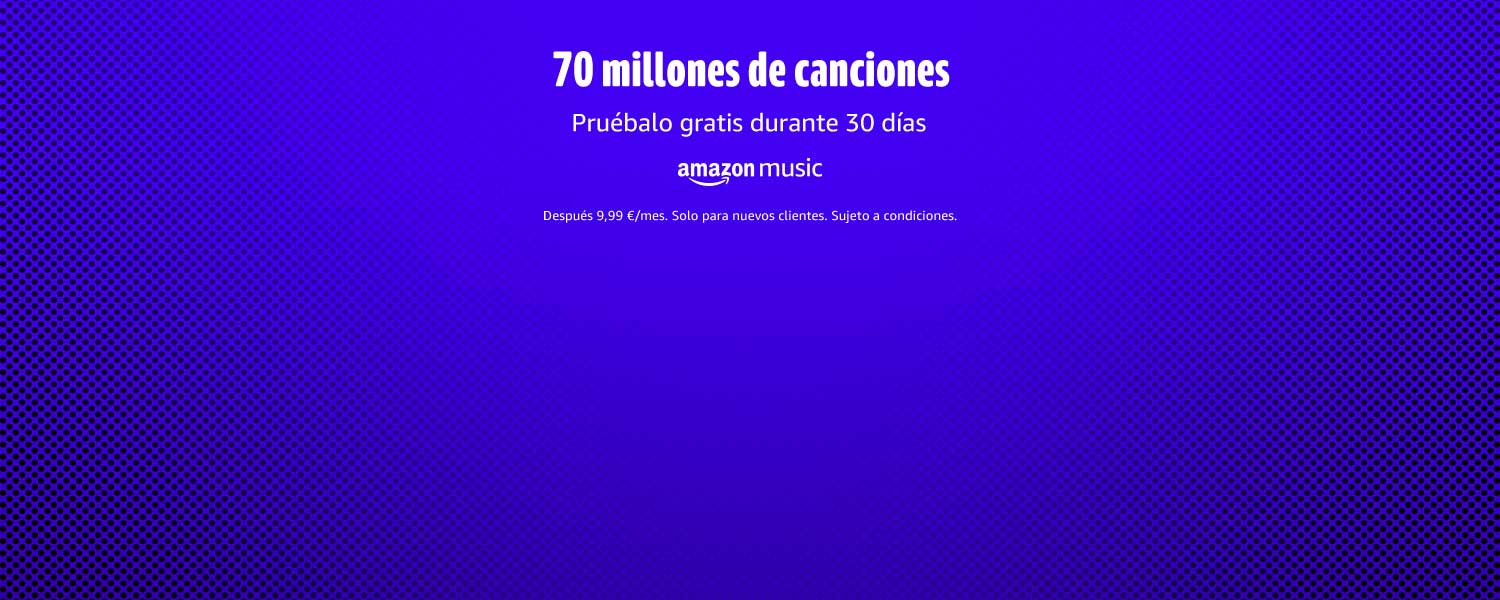 70 millones de canciones
Pruébalo gratis durante 30 días
amazon music
Después 9,99 €/mes. Solo para nuevos clientes. Sujeto a condiciones.